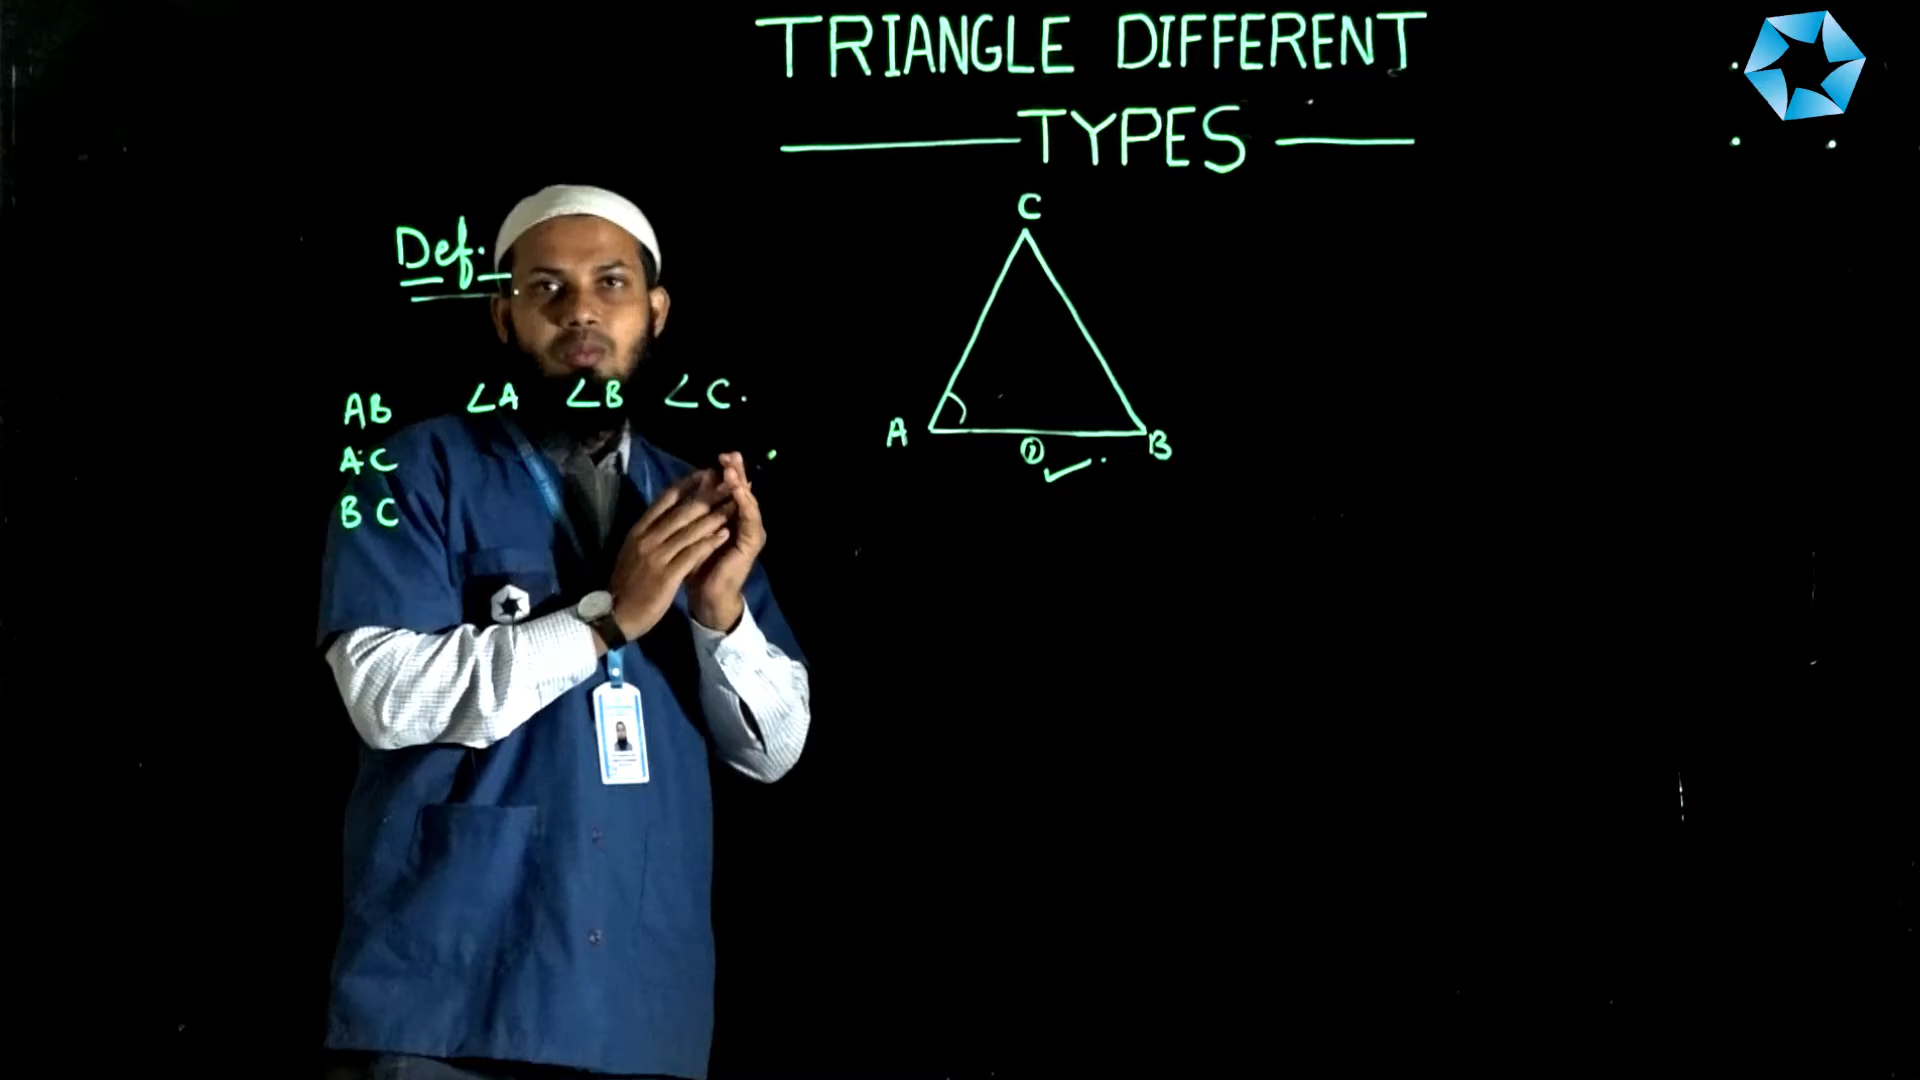 TRIANGLE DIFFERENT
TYPES
Def.
C
AB ∠A ∠B ∠C.
A B
AC
BC